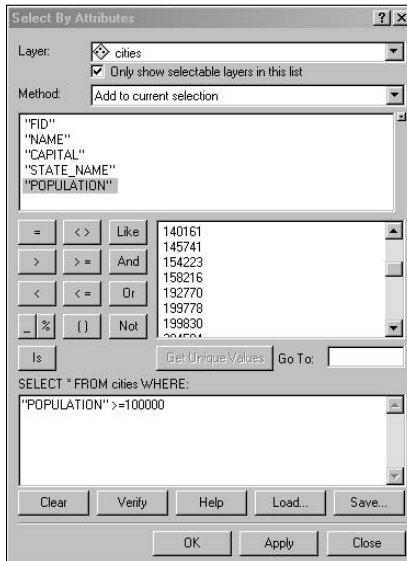 Select By Attributes
Layer: cities
Only show selectable layers in this list
Method: Add to current selection
"FID"
"NAME"
"CAPITAL"
"STATE_NAME"
"POPULATION"
= < > Like
> > = And
< < = Or
_ % ( ) Not
Is
140161
145741
154223
158216
192770
199778
199830
Get Unique Values Go To:
SELECT * FROM cities WHERE:
"POPULATION" >=100000
Clear Verify Help Load... Save...
OK Apply Close